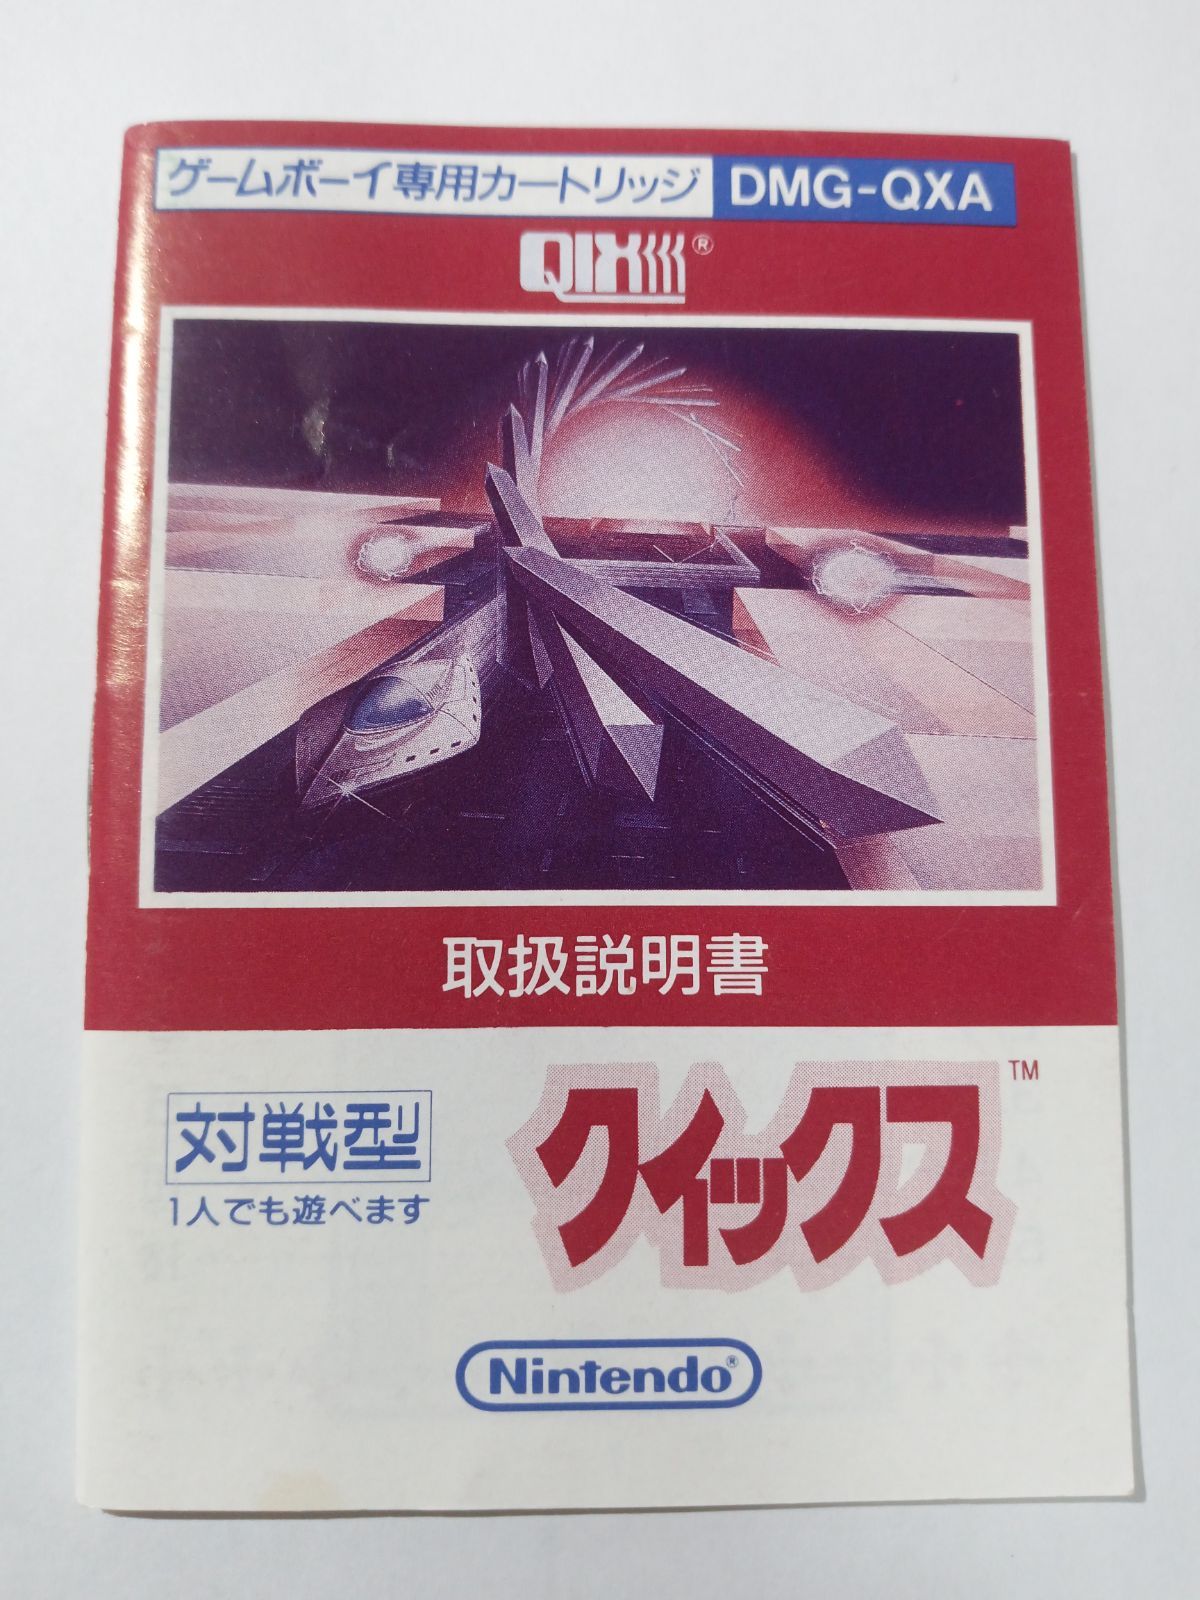 ゲームボーイ専用カートリッジ DMG-QXA
QIX®
取扱説明書
クイックス™
対戦型
1人でも遊べます
Nintendo®